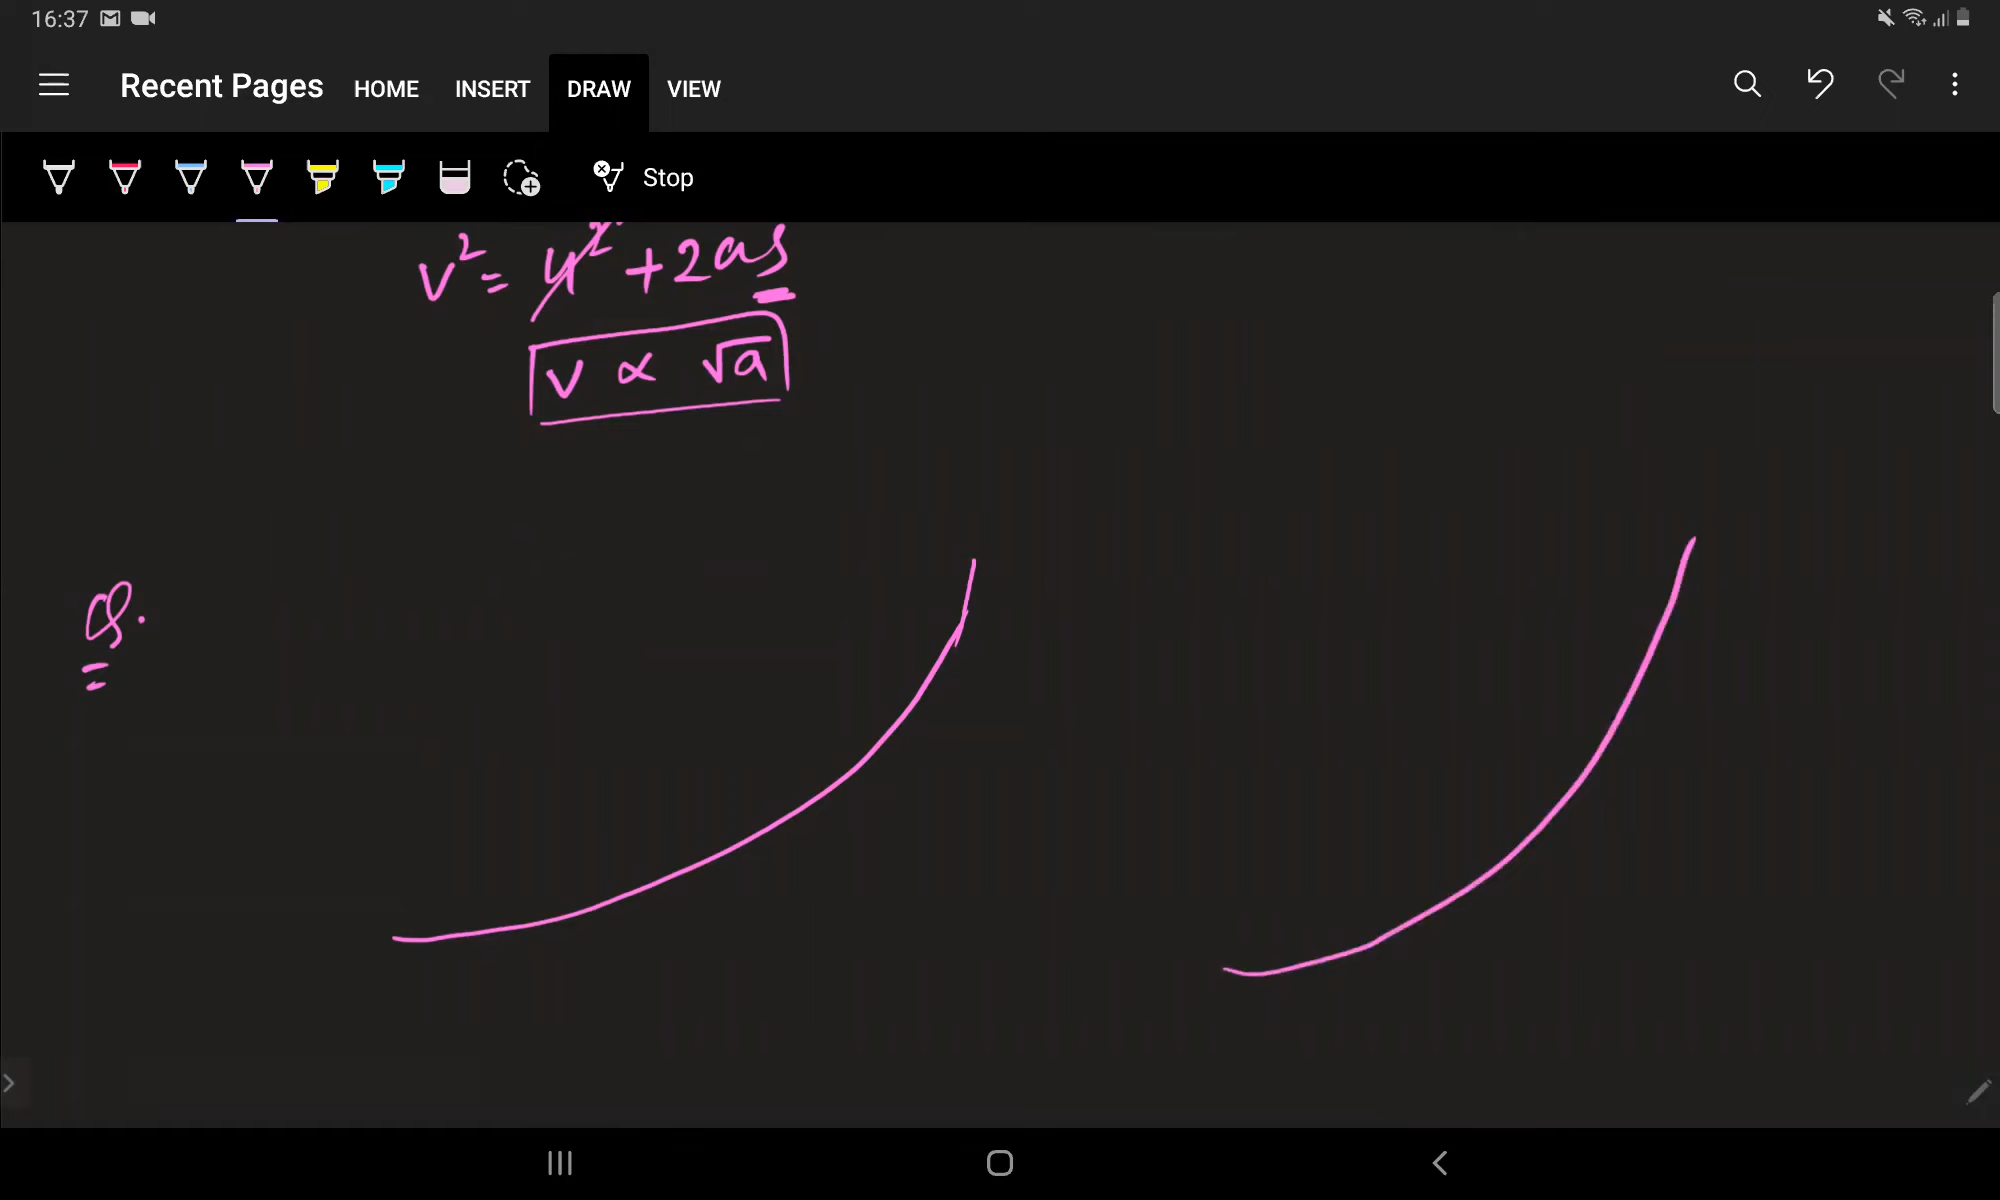 16:37
Recent Pages HOME INSERT DRAW VIEW
Stop
v² = u² + 2as
v ∝ √a
Q.